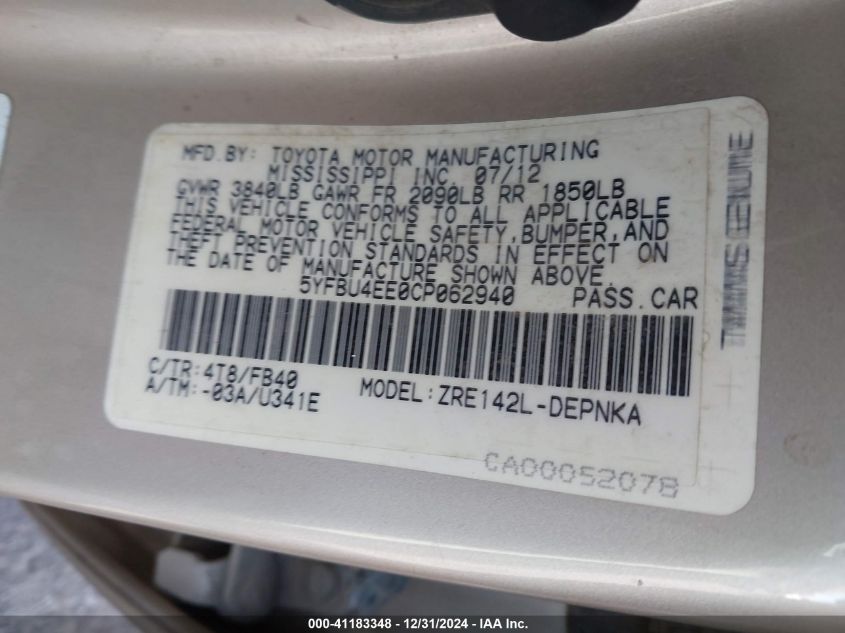 MFD.BY: TOYOTA MOTOR MANUFACTURING
MISSISSIPPI INC. 07/12
GVWR 3840LB GAWR FR 2090LB RR 1850LB
THIS VEHICLE CONFORMS TO ALL APPLICABLE
FEDERAL MOTOR VEHICLE SAFETY,BUMPER,AND
THEFT PREVENTION STANDARDS IN EFFECT ON
THE DATE OF MANUFACTURE SHOWN ABOVE.
5YFBU4EE0CP062940 PASS.CAR
C/TR:4T8/FB40
A/TM:-03A/U341E
MODEL:ZRE142L-DEPNKA
CA00052078
GENUINE
000-41183348 - 12/31/2024 - IAA Inc.